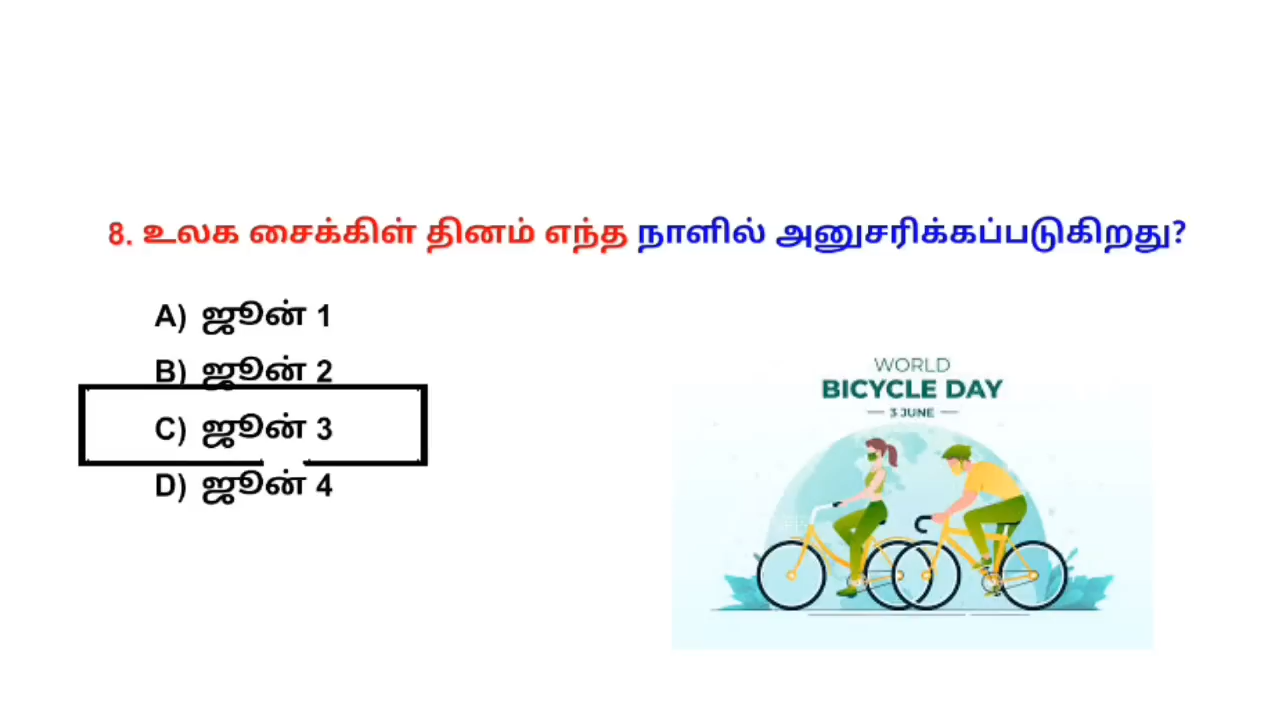 8. உலக சைக்கிள் தினம் எந்த நாளில் அனுசரிக்கப்படுகிறது?
A) ஜூன் 1
B) ஜூன் 2
C) ஜூன் 3
D) ஜூன் 4
WORLD
BICYCLE DAY
3 JUNE